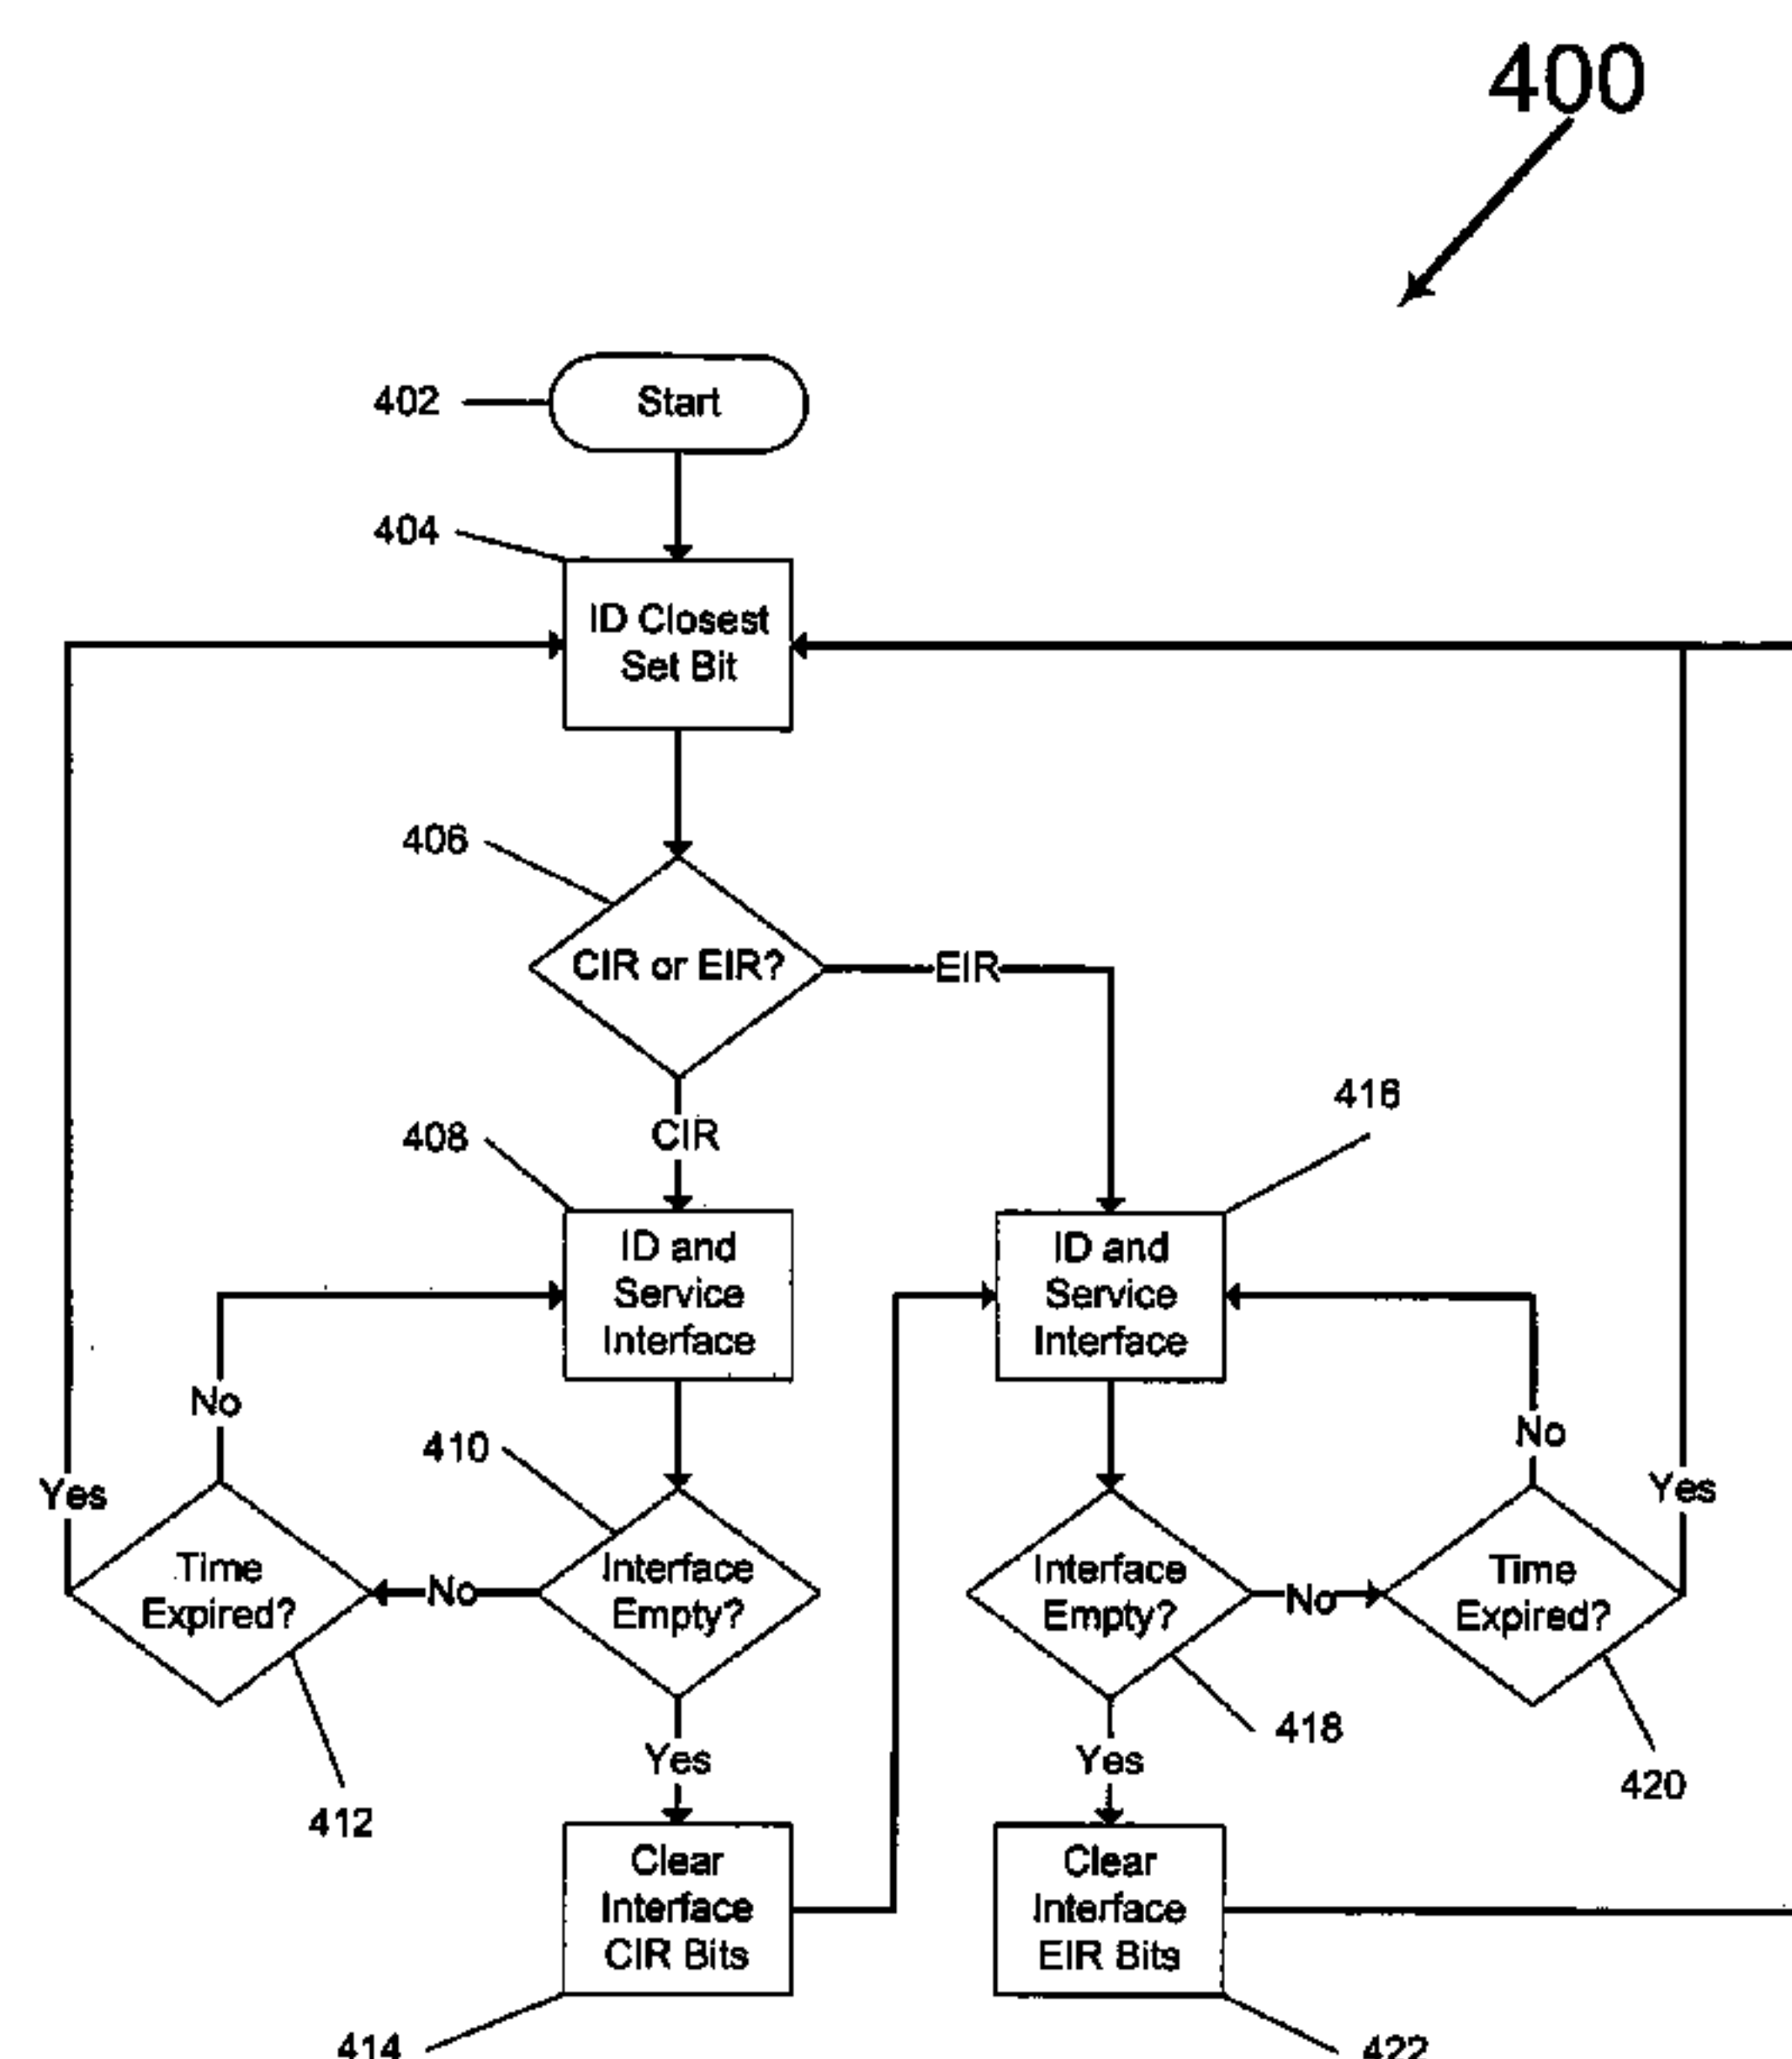 400
402
Start
404
ID Closest
Set Bit
406
CIR or EIR?
EIR
CIR
408
416
ID and
Service
Interface
ID and
Service
Interface
No
No
410
Yes
Yes
Time
Expired?
No
Interface
Empty?
Interface
Empty?
No
Time
Expired?
418
Yes
Yes
420
412
Clear
Interface
CIR Bits
Clear
Interface
EIR Bits
414
422